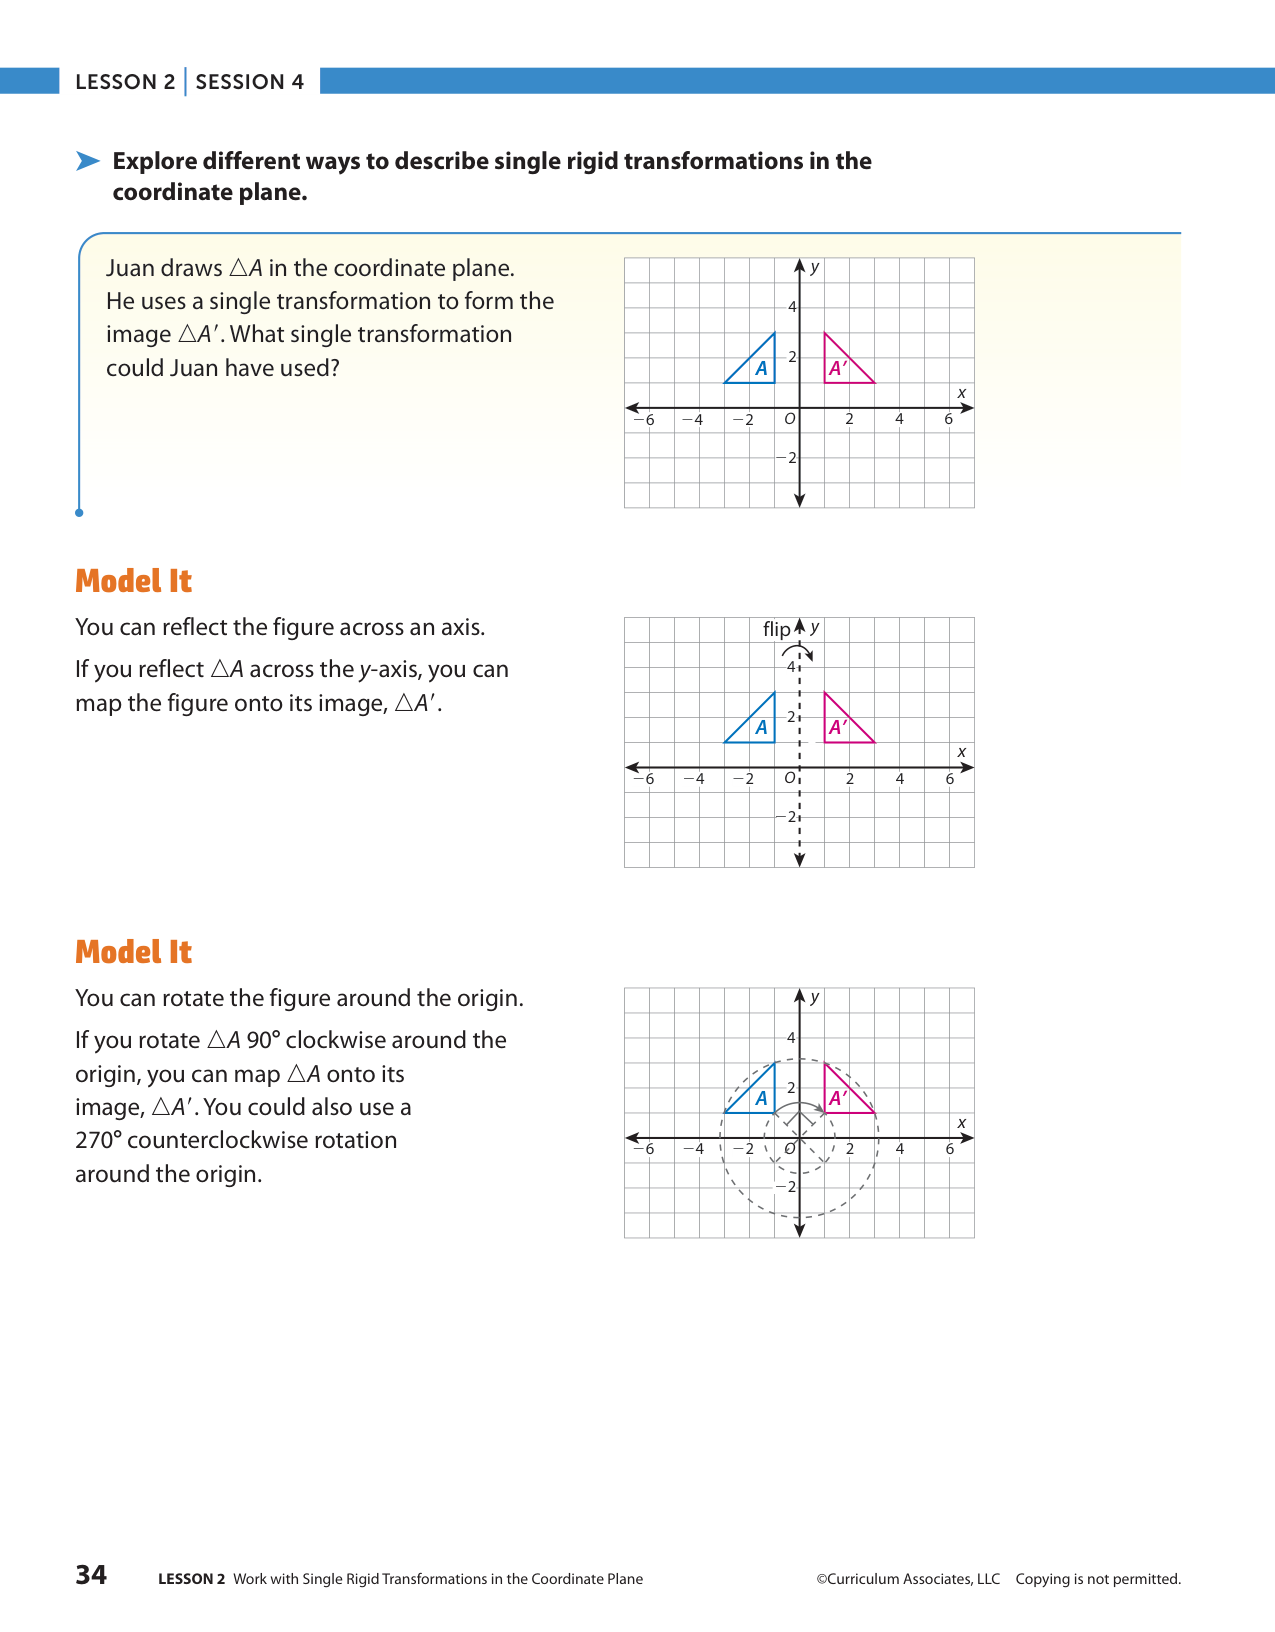 LESSON 2 | SESSION 4
➤ Explore different ways to describe single rigid transformations in the
coordinate plane.
Juan draws △A in the coordinate plane.
He uses a single transformation to form the
image △A′. What single transformation
could Juan have used?
y
4
2
A
A′
x
−6 −4 −2 O 2 4 6
−2
Model It
You can reflect the figure across an axis.
If you reflect △A across the y-axis, you can
map the figure onto its image, △A′.
flip y
4
2
A
A′
x
−6 −4 −2 O 2 4 6
−2
Model It
You can rotate the figure around the origin.
If you rotate △A 90° clockwise around the
origin, you can map △A onto its
image, △A′. You could also use a
270° counterclockwise rotation
around the origin.
y
4
2
A
A′
x
−6 −4 −2 O 2 4 6
−2
34 LESSON 2 Work with Single Rigid Transformations in the Coordinate Plane ©Curriculum Associates, LLC Copying is not permitted.